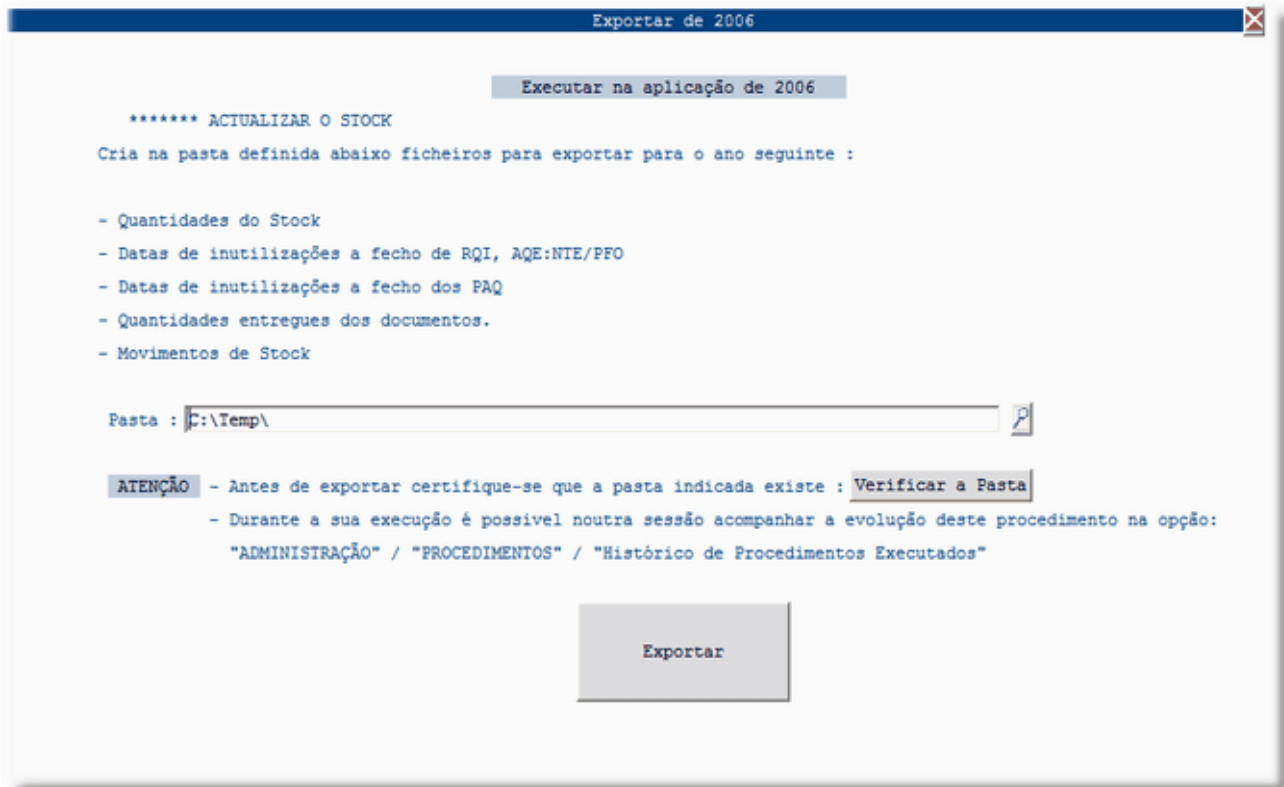 Exportar de 2006
Executar na aplicação de 2006
******* ACTUALIZAR O STOCK
Cria na pasta definida abaixo ficheiros para exportar para o ano seguinte :
- Quantidades do Stock
- Datas de inutilizações a fecho de RQI, AQE:NTE/PFO
- Datas de inutilizações a fecho dos PAQ
- Quantidades entregues dos documentos.
- Movimentos de Stock
Pasta : C:\Temp\
ATENÇÃO - Antes de exportar certifique-se que a pasta indicada existe : Verificar a Pasta
- Durante a sua execução é possivel noutra sessão acompanhar a evolução deste procedimento na opção:
"ADMINISTRAÇÃO" / "PROCEDIMENTOS" / "Histórico de Procedimentos Executados"
Exportar